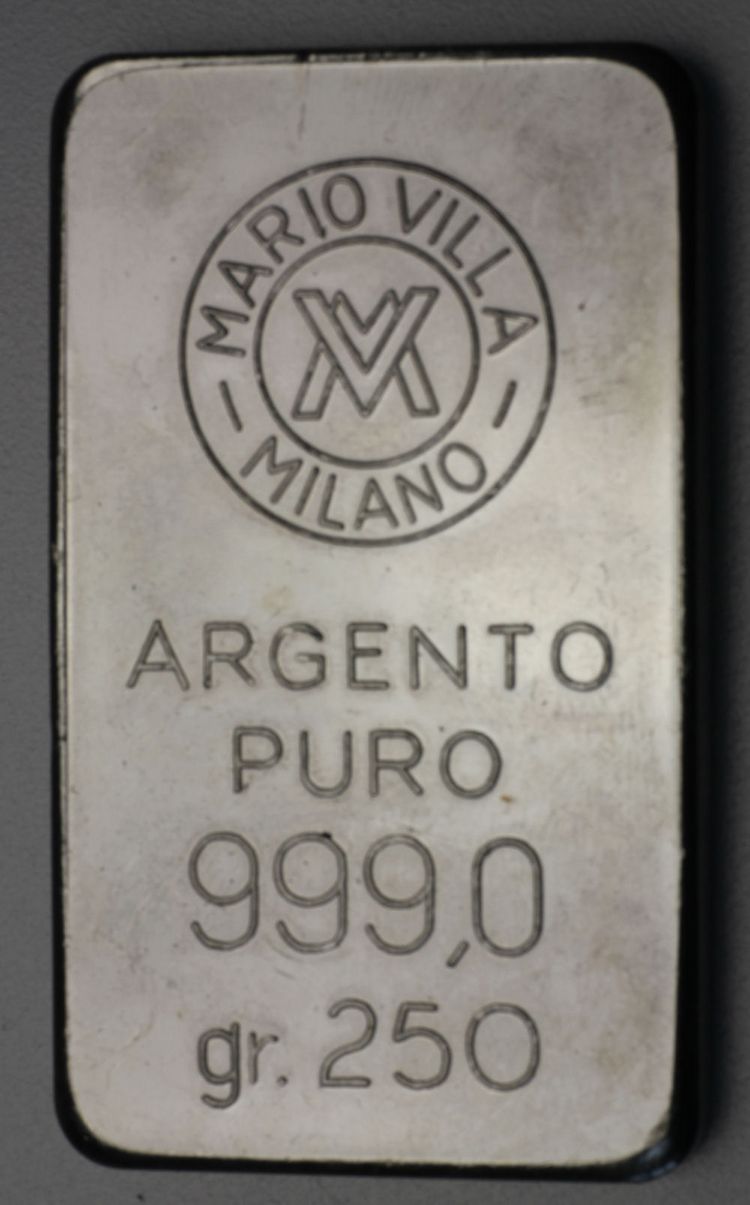 MARIO VILLA
MV
- MILANO -
ARGENTO
PURO
999,0
gr. 250